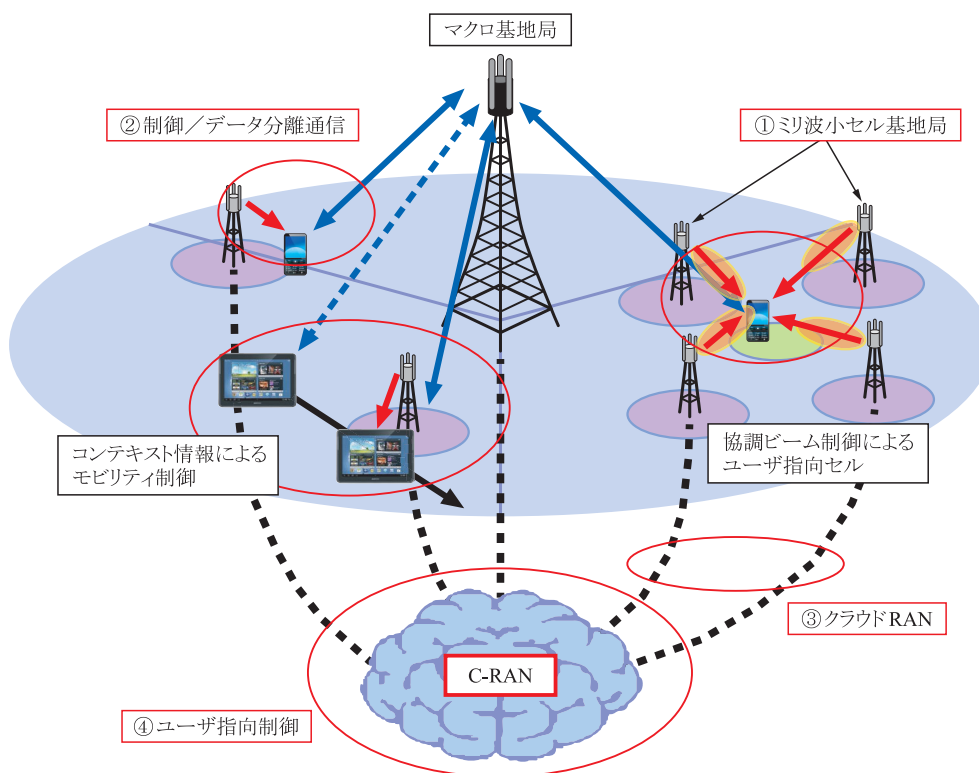 マクロ基地局
②制御／データ分離通信
①ミリ波小セル基地局
コンテキスト情報による
モビリティ制御
協調ビーム制御による
ユーザ指向セル
③クラウドRAN
C-RAN
④ユーザ指向制御